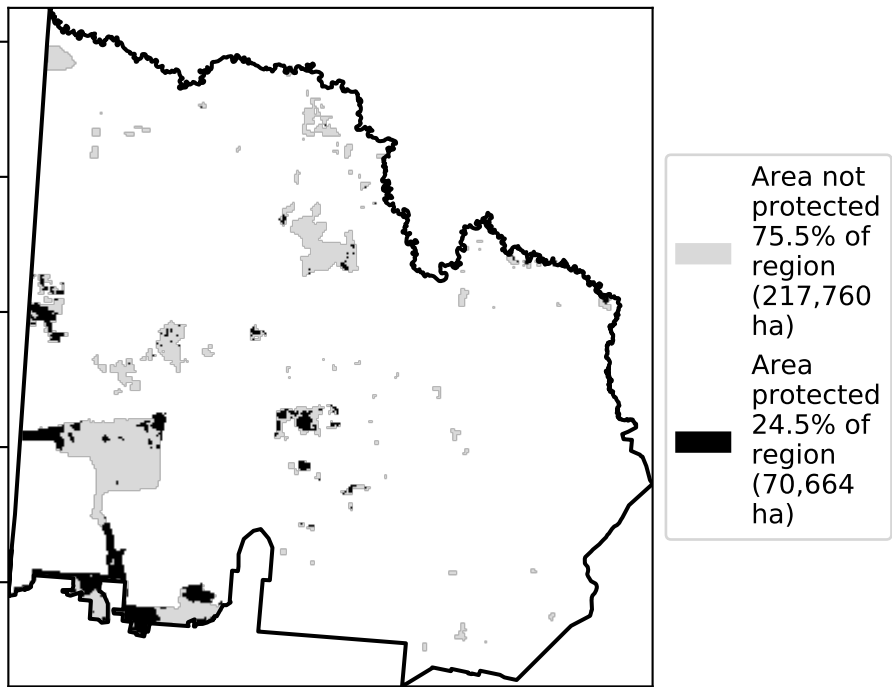 Area not
protected
75.5% of
region
(217,760
ha)
Area
protected
24.5% of
region
(70,664
ha)